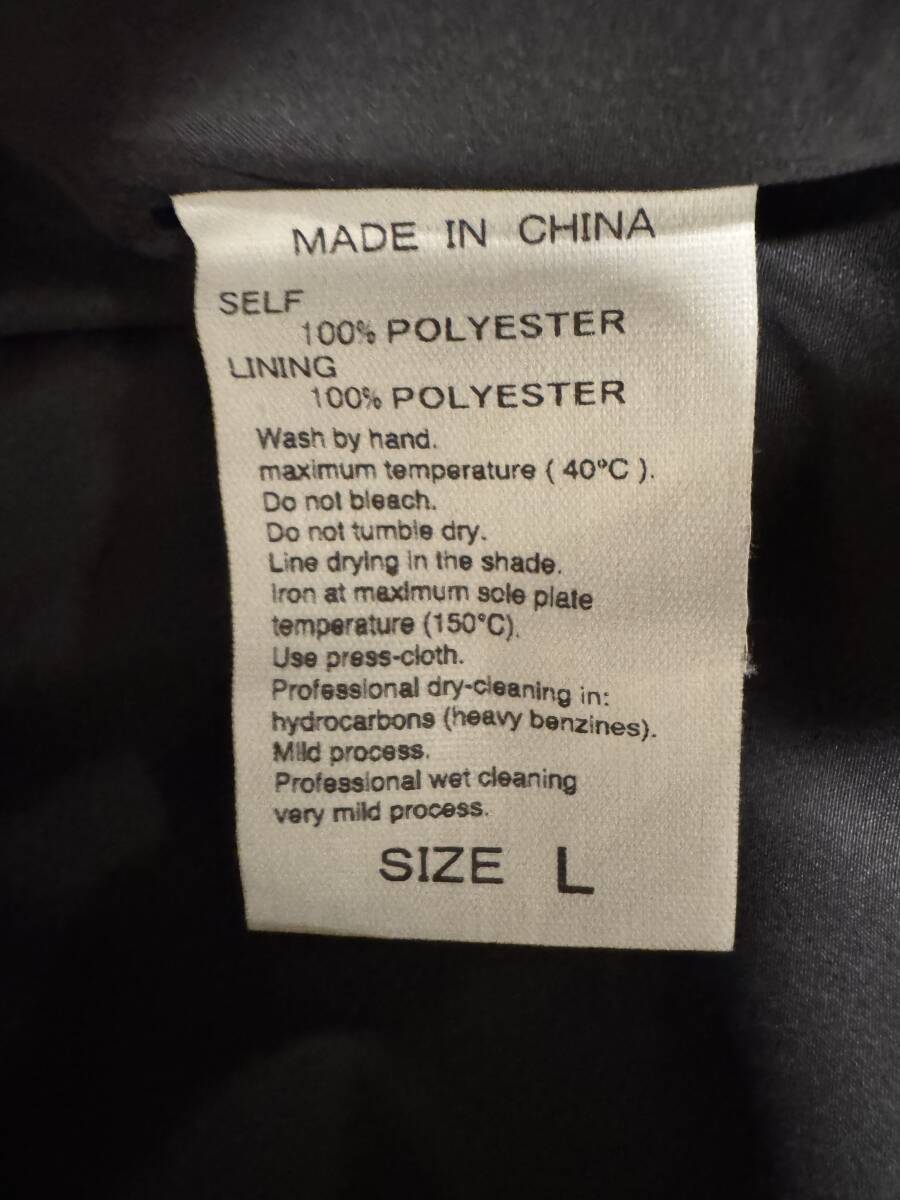 MADE IN CHINA
SELF
100% POLYESTER
LINING
100% POLYESTER
Wash by hand.
maximum temperature ( 40°C ).
Do not bleach.
Do not tumble dry.
Line drying in the shade.
Iron at maximum sole plate
temperature (150°C).
Use press-cloth.
Professional dry-cleaning in:
hydrocarbons (heavy benzines).
Mild process.
Professional wet cleaning
very mild process.
SIZE L